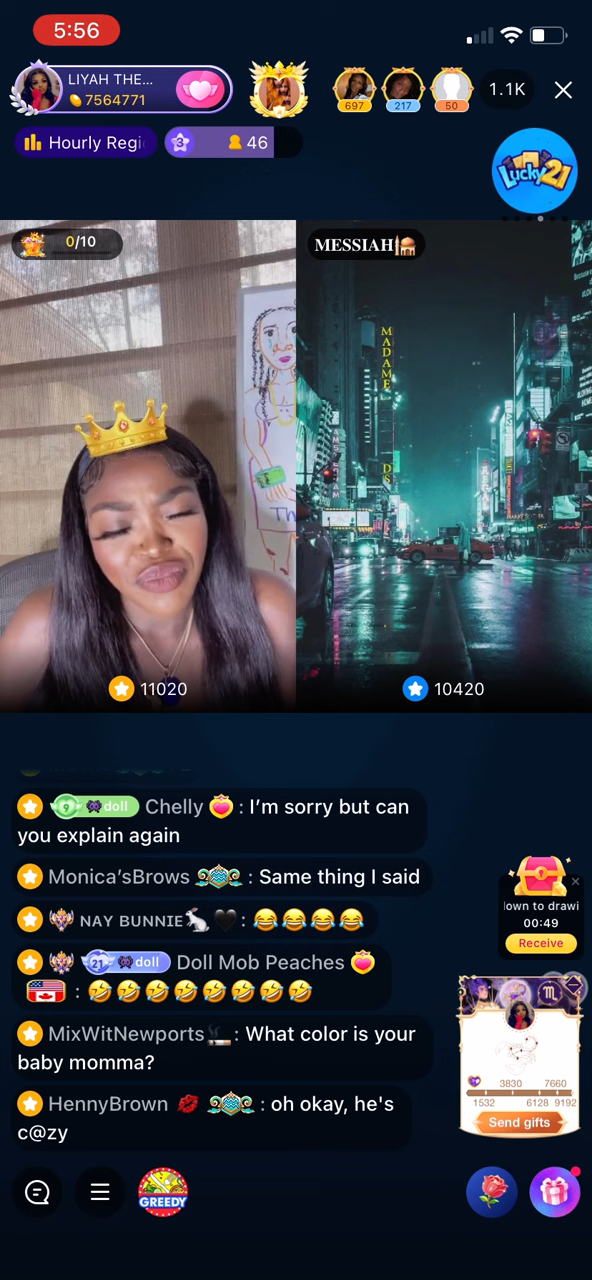 5:56
LIYAH THE...
7564771
697
217
50
1.1K
Hourly Regi
3
46
Lucky21
0/10
MESSIAH🕌
MADAME
Th
11020
10420
9 doll Chelly : I’m sorry but can
you explain again
Monica’sBrows : Same thing I said
NAY BUNNIE🐇🖤 : 😂😂😂😂
21 doll Doll Mob Peaches
🇺🇸🇨🇦 : 🤣🤣🤣🤣🤣🤣🤣🤣
MixWitNewports🚬 : What color is your
baby momma?
HennyBrown 💋 : oh okay, he's
c@zy
own to drawi
00:49
Receive
3830 7660
1532 6128 9192
Send gifts
GREEDY